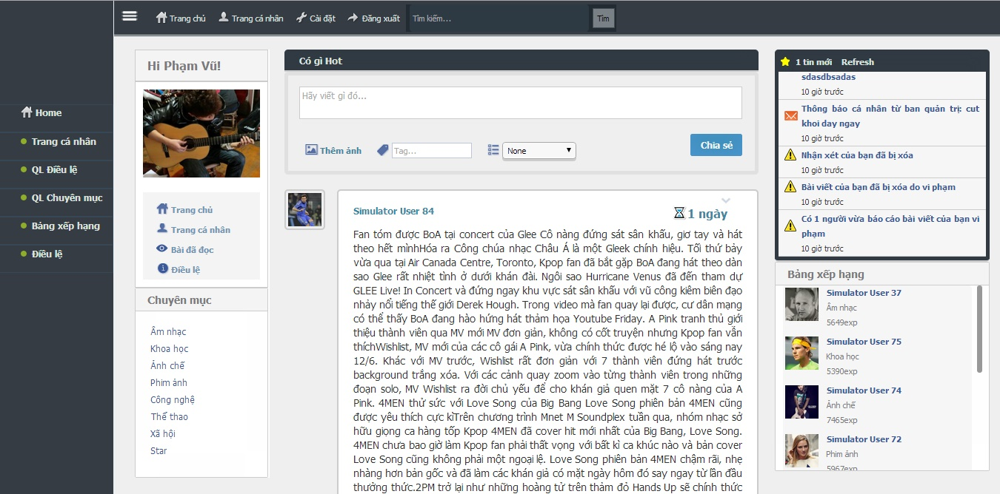 Trang chủ Trang cá nhân Cài đặt Đăng xuất Tìm kiếm... Tìm
Home
Trang cá nhân
QL Điều lệ
QL Chuyên mục
Bảng xếp hạng
Điều lệ
Hi Phạm Vũ!
Trang chủ
Trang cá nhân
Bài đã đọc
Điều lệ
Chuyên mục
Âm nhạc
Khoa học
Ảnh chế
Phim ảnh
Công nghệ
Thể thao
Xã hội
Star
Có gì Hot
Hãy viết gì đó...
Thêm ảnh Tag... None Chia sẻ
Simulator User 84 1 ngày
Fan tóm được BoA tại concert của Glee Cô nàng đứng sát sân khấu, giơ tay và hát
theo hết mìnhHóa ra Công chúa nhạc Châu Á là một Gleek chính hiệu. Tối thứ bảy
vừa qua tại Air Canada Centre, Toronto, Kpop fan đã bắt gặp BoA đang hát theo dàn
sao Glee rất nhiệt tình ở dưới khán đài. Ngôi sao Hurricane Venus đã đến tham dự
GLEE Live! In Concert và đứng ngay khu vực sát sân khấu với vũ công kiêm biên đạo
nhảy nổi tiếng thế giới Derek Hough. Trong video mà fan quay lại được, cư dân mạng
có thể thấy BoA đang hào hứng hát thảm họa Youtube Friday. A Pink tranh thủ giới
thiệu thành viên qua MV mới MV đơn giản, không có cốt truyện nhưng Kpop fan vẫn
thíchWishlist, MV mới của các cô gái A Pink, vừa chính thức được hé lộ vào sáng nay
12/6. Khác với MV trước, Wishlist rất đơn giản với 7 thành viên đứng hát trước
background trắng xóa. Với các cảnh quay zoom vào từng thành viên trong những
đoạn solo, MV Wishlist ra đời chủ yếu để cho khán giả quen mặt 7 cô nàng của A
Pink. 4MEN thử sức với Love Song của Big Bang Love Song phiên bản 4MEN cũng
được yêu thích cực kìTrên chương trình Mnet M Soundplex tuần qua, nhóm nhạc sở
hữu giọng ca hàng tốp Kpop 4MEN đã cover hit mới nhất của Big Bang, Love Song.
4MEN chưa bao giờ làm Kpop fan phải thất vọng với bất kì ca khúc nào và bản cover
Love Song cũng không phải một ngoại lệ. Love Song phiên bản 4MEN chậm rãi, nhẹ
nhàng hơn bản gốc và đã làm các khán giả có mặt ngày hôm đó say ngay từ lần đầu
thưởng thức.2PM trở lại như những hoàng tử trên thảm đỏ Hands Up sẽ chính thức
1 tin mới Refresh
sdasdbsadas
10 giờ trước
Thông báo cá nhân từ ban quản trị: cut
khoi day ngay
10 giờ trước
Nhận xét của bạn đã bị xóa
10 giờ trước
Bài viết của bạn đã bị xóa do vi phạm
10 giờ trước
Có 1 người vừa báo cáo bài viết của bạn vi
phạm
10 giờ trước
Bảng xếp hạng
Simulator User 37
Âm nhạc
5649exp
Simulator User 75
Khoa học
5390exp
Simulator User 74
Ảnh chế
7465exp
Simulator User 72
Phim ảnh
5967exp